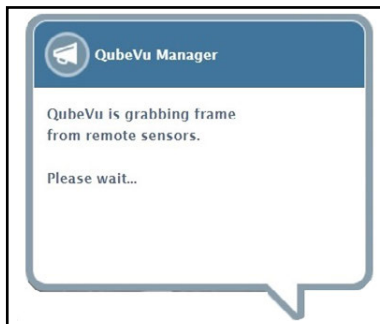 QubeVu Manager
QubeVu is grabbing frame
from remote sensors.
Please wait...